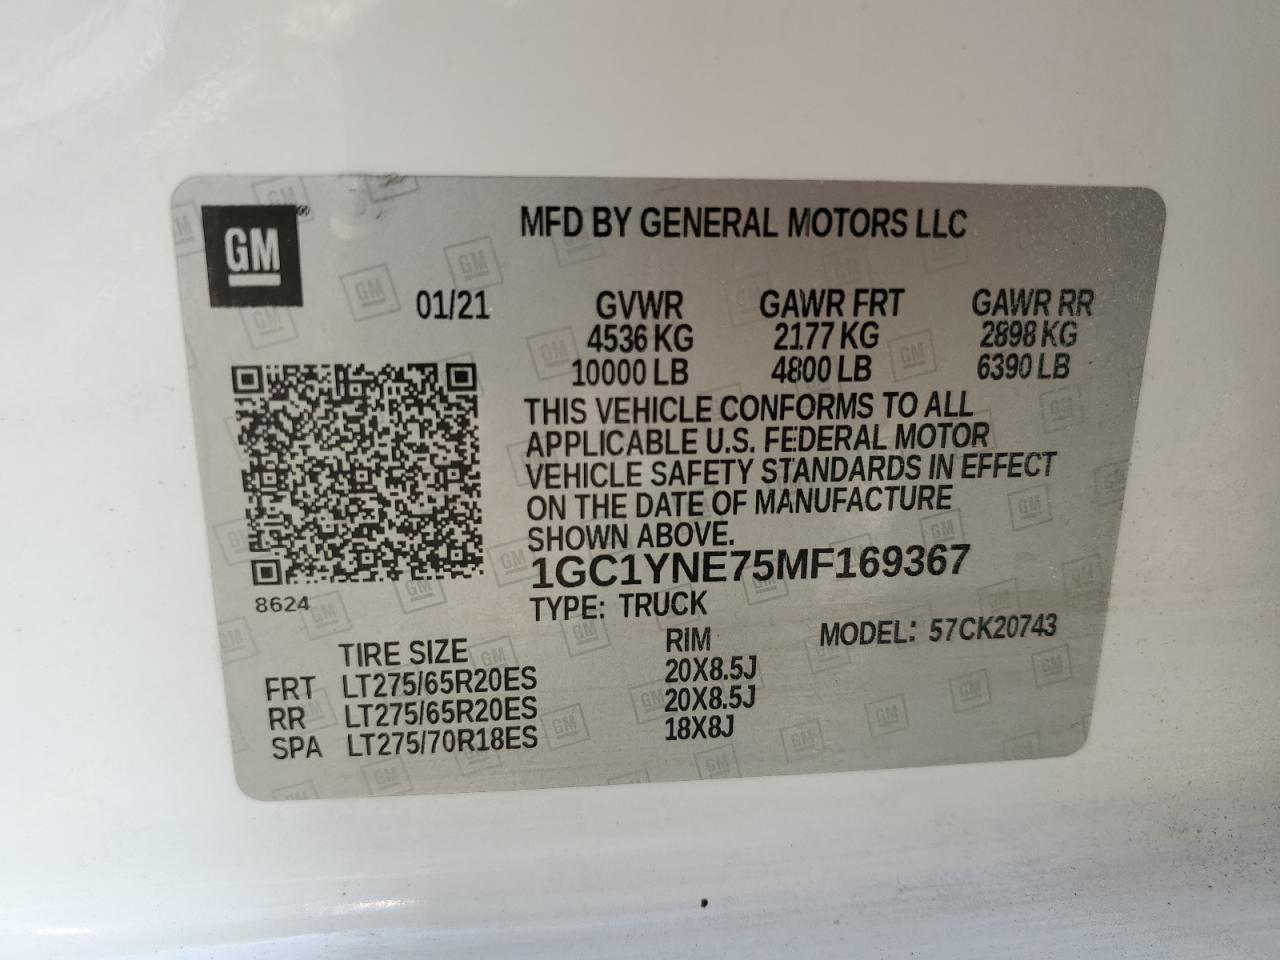 GM
MFD BY GENERAL MOTORS LLC
01/21 GVWR GAWR FRT GAWR RR
4536 KG 2177 KG 2898 KG
10000 LB 4800 LB 6390 LB
THIS VEHICLE CONFORMS TO ALL
APPLICABLE U.S. FEDERAL MOTOR
VEHICLE SAFETY STANDARDS IN EFFECT
ON THE DATE OF MANUFACTURE
SHOWN ABOVE.
1GC1YNE75MF169367
8624
TYPE: TRUCK
MODEL: 57CK20743
TIRE SIZE RIM
FRT LT275/65R20ES 20X8.5J
RR LT275/65R20ES 20X8.5J
SPA LT275/70R18ES 18X8J